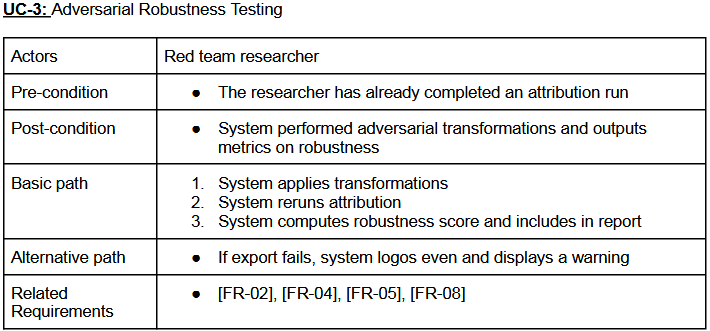 UC-3: Adversarial Robustness Testing
Actors
Red team researcher
Pre-condition
● The researcher has already completed an attribution run
Post-condition
● System performed adversarial transformations and outputs
metrics on robustness
Basic path
1. System applies transformations
2. System reruns attribution
3. System computes robustness score and includes in report
Alternative path
● If export fails, system logos even and displays a warning
Related
Requirements
● [FR-02], [FR-04], [FR-05], [FR-08]